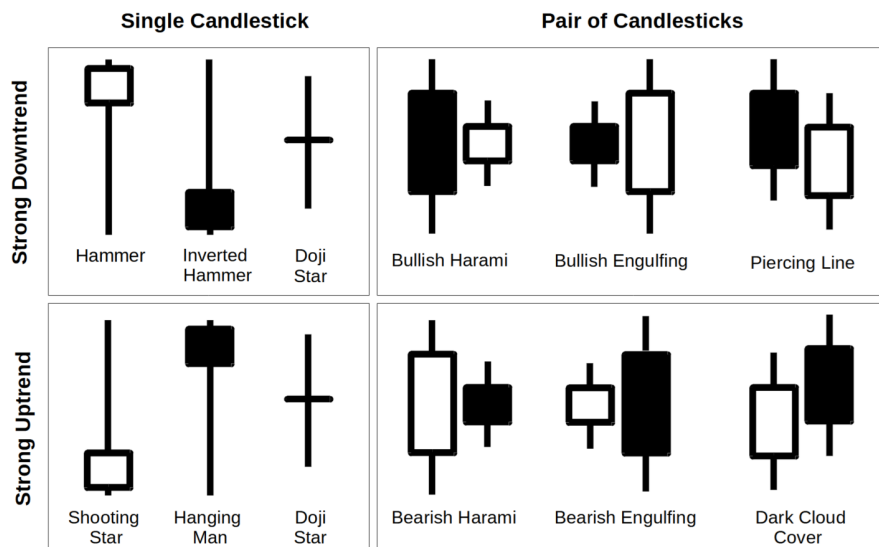 Single Candlestick
Pair of Candlesticks
Strong Downtrend
Hammer
Inverted
Hammer
Doji
Star
Bullish Harami
Bullish Engulfing
Piercing Line
Strong Uptrend
Shooting
Star
Hanging
Man
Doji
Star
Bearish Harami
Bearish Engulfing
Dark Cloud
Cover